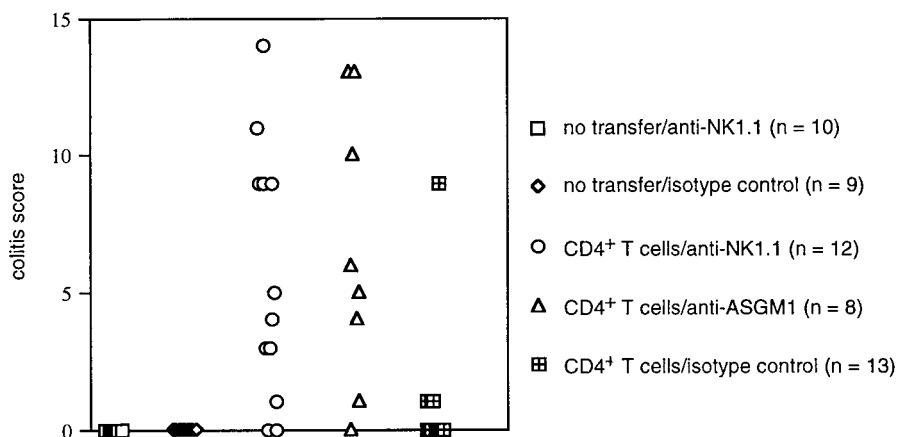 15
10
5
0
colitis score
no transfer/anti-NK1.1 (n = 10)
no transfer/isotype control (n = 9)
CD4+ T cells/anti-NK1.1 (n = 12)
CD4+ T cells/anti-ASGM1 (n = 8)
CD4+ T cells/isotype control (n = 13)